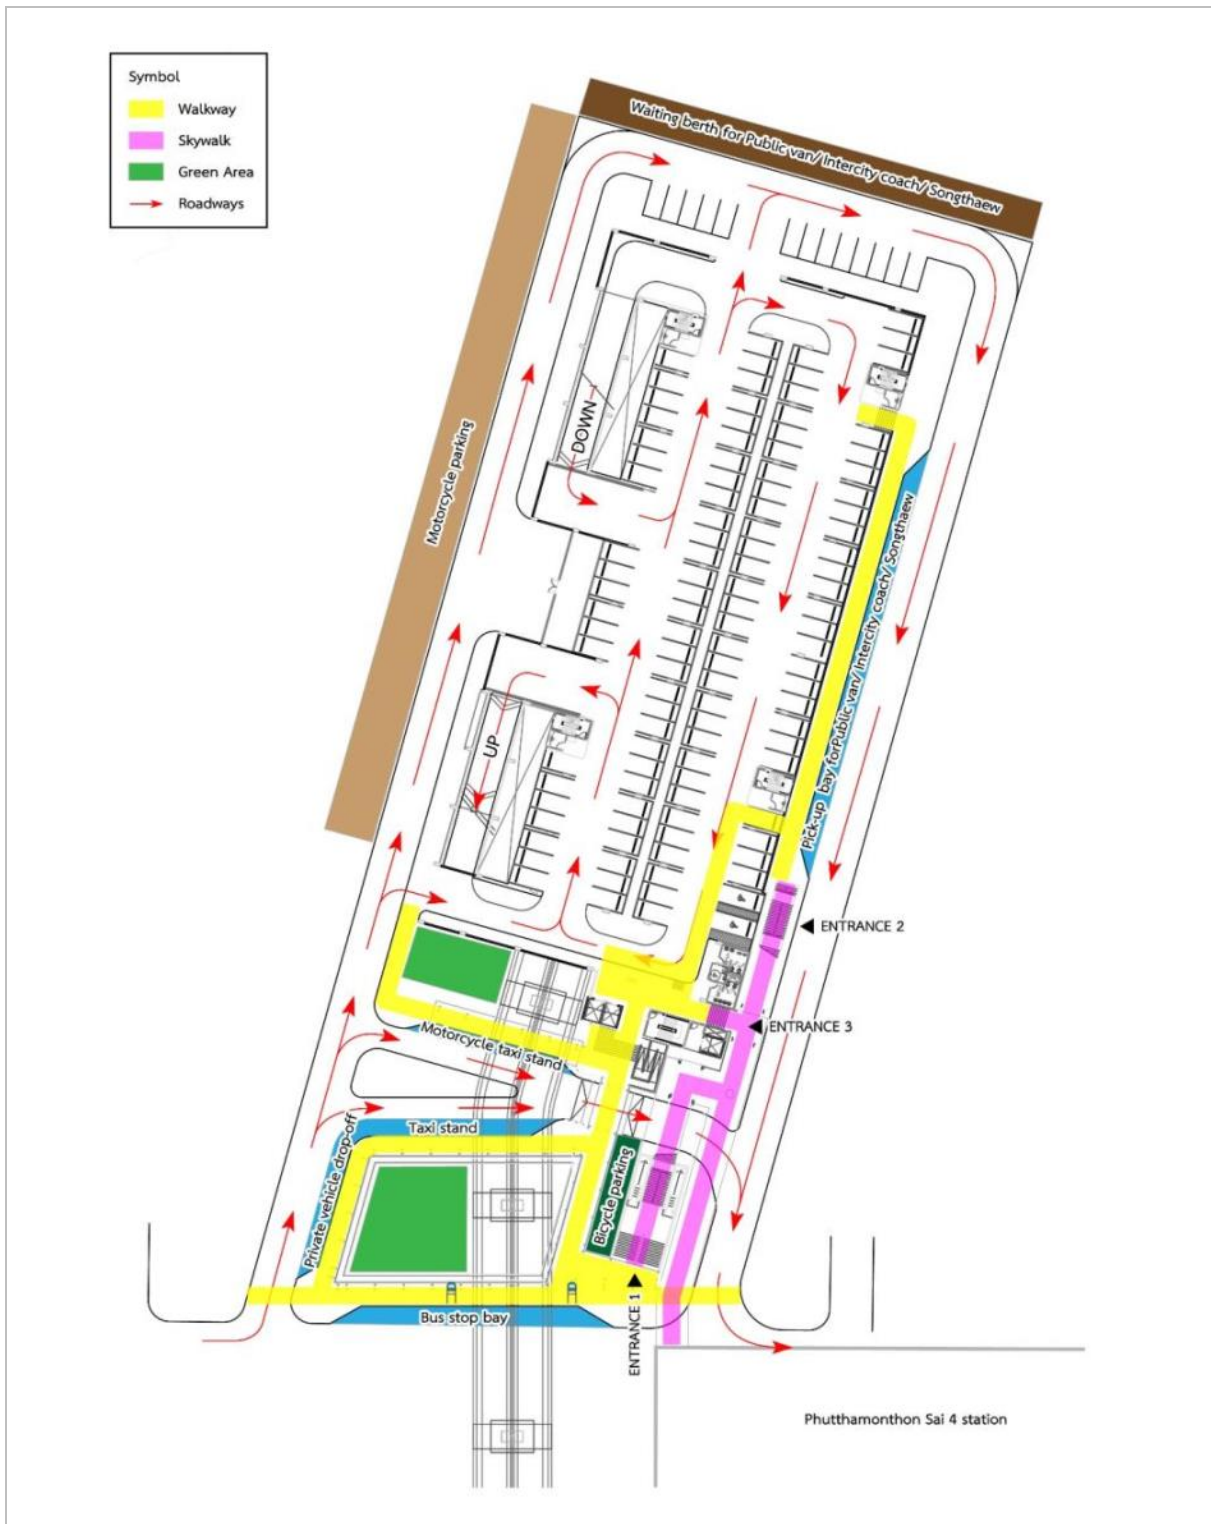 Symbol
Walkway
Skywalk
Green Area
Roadways
Waiting berth for Public van/ Intercity coach/ Songthaew
Motorcycle parking
DOWN
Pick-up bay forPublic van/ Intercity coach/ Songthaew
UP
ENTRANCE 2
ENTRANCE 3
Motorcycle taxi stand
Taxi stand
Private vehicle drop-off
Bicycle parking
Bus stop bay
ENTRANCE 1
Phutthamonthon Sai 4 station